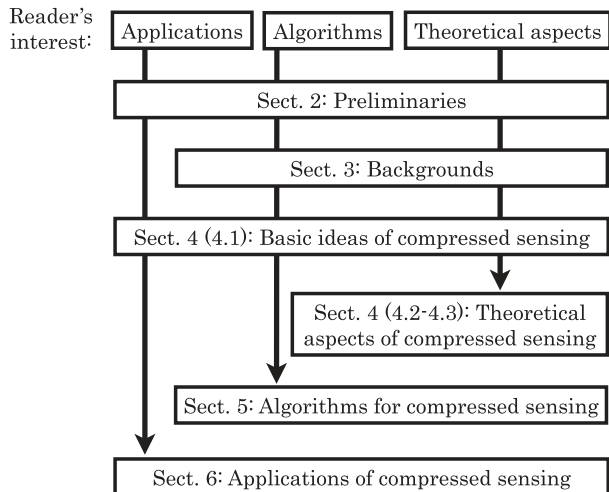 Reader's
interest:
Applications
Algorithms
Theoretical aspects
Sect. 2: Preliminaries
Sect. 3: Backgrounds
Sect. 4 (4.1): Basic ideas of compressed sensing
Sect. 4 (4.2-4.3): Theoretical
aspects of compressed sensing
Sect. 5: Algorithms for compressed sensing
Sect. 6: Applications of compressed sensing